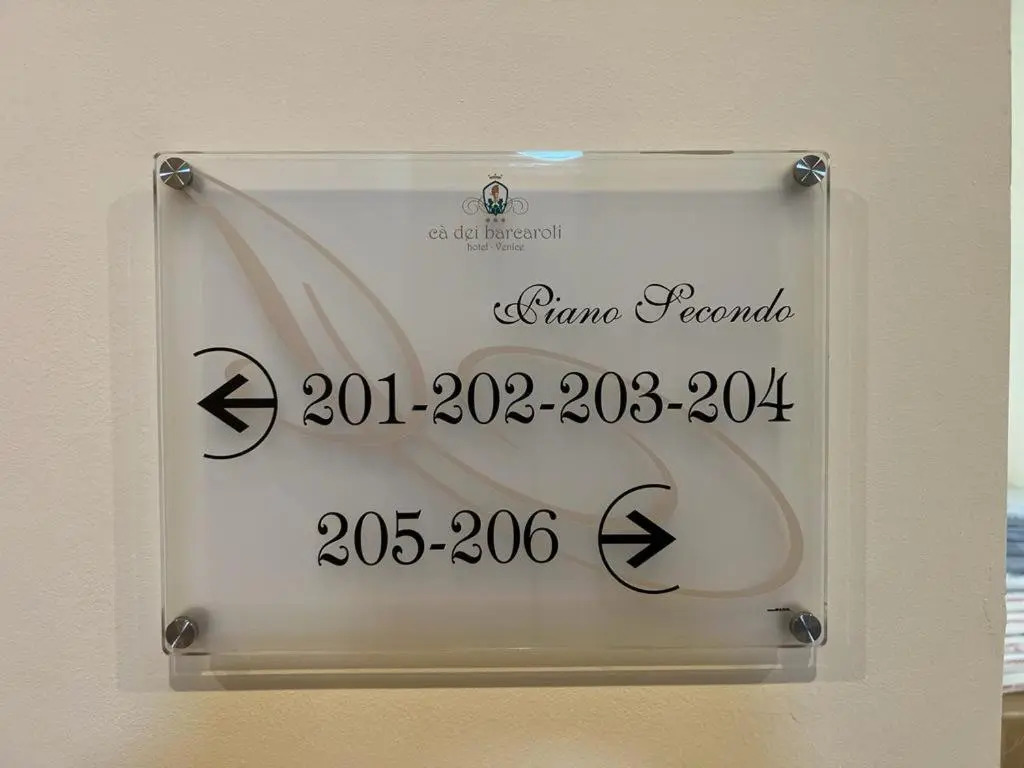 cà dei barcaroli
hotel - Venice
Piano Secondo
201-202-203-204
205-206